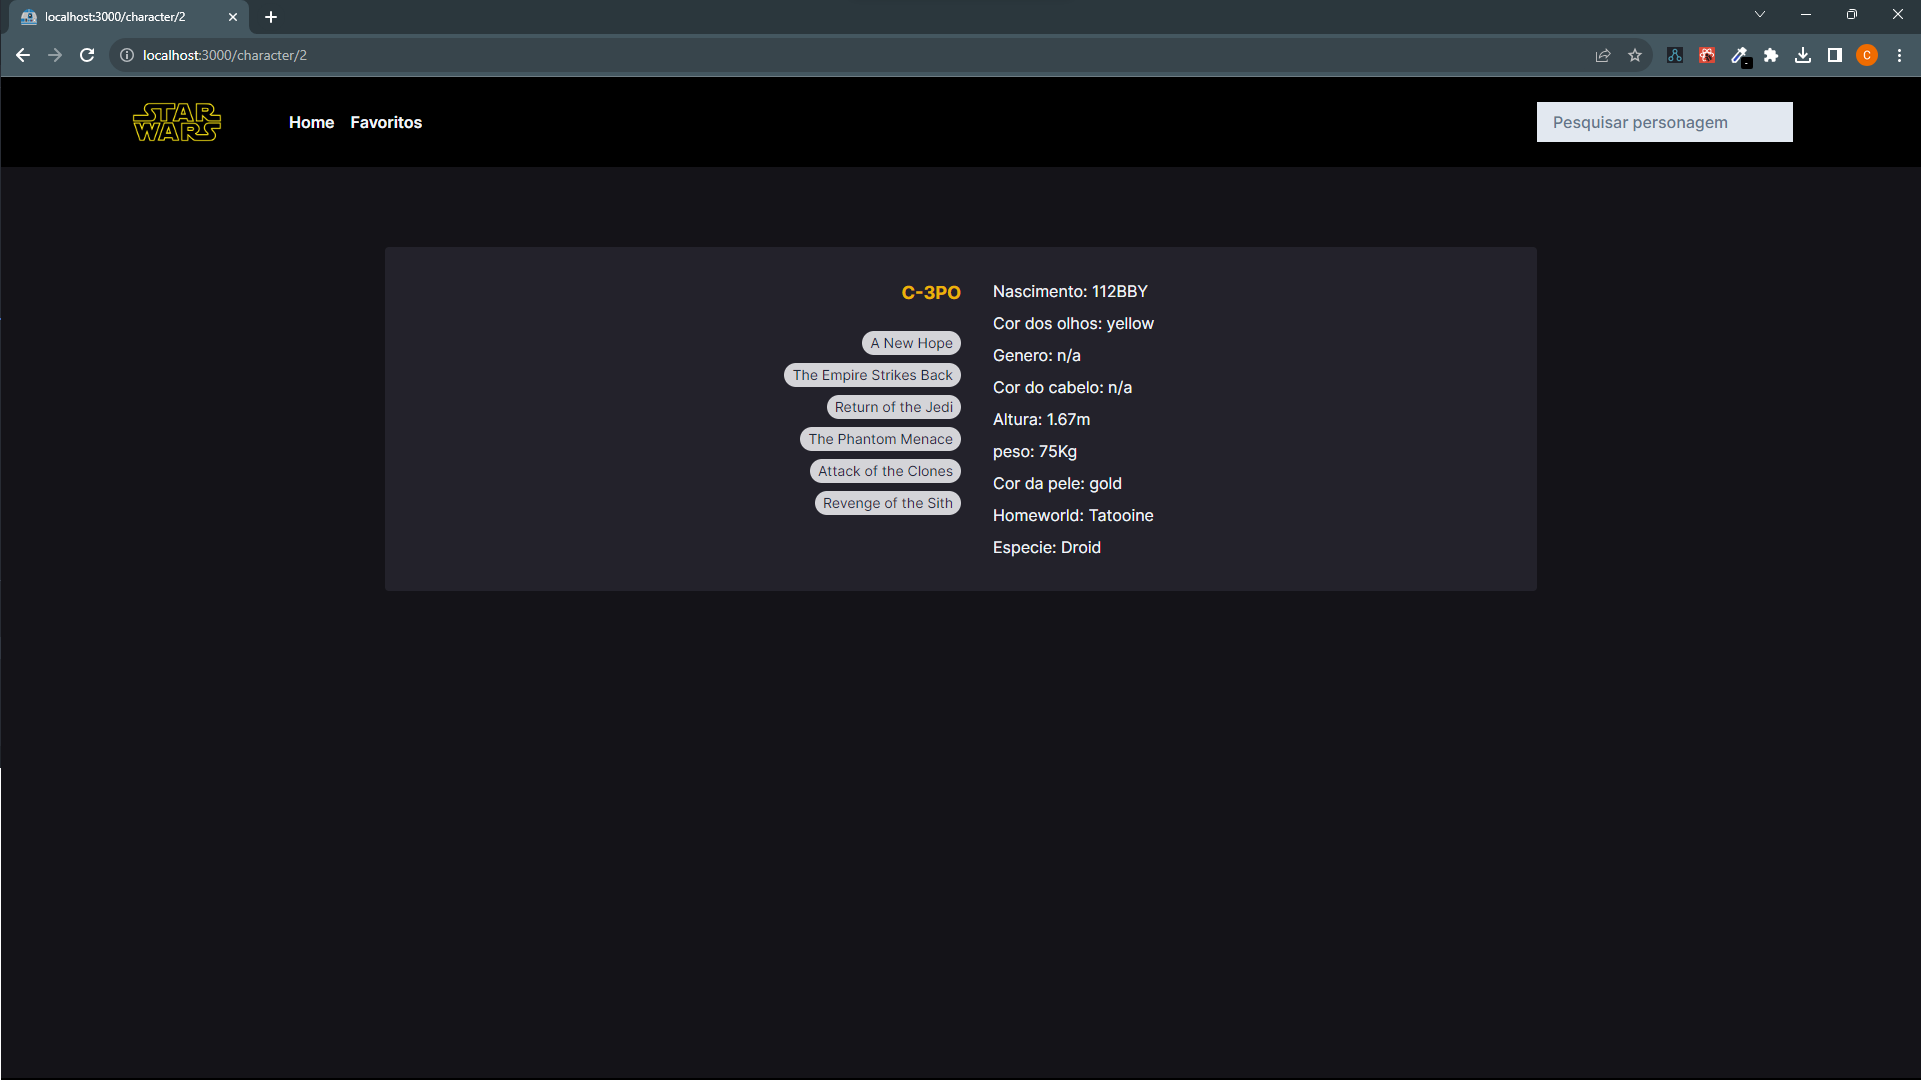 localhost:3000/character/2
localhost:3000/character/2
C
STAR
WARS
Home Favoritos
Pesquisar personagem
C-3PO
A New Hope
The Empire Strikes Back
Return of the Jedi
The Phantom Menace
Attack of the Clones
Revenge of the Sith
Nascimento: 112BBY
Cor dos olhos: yellow
Genero: n/a
Cor do cabelo: n/a
Altura: 1.67m
peso: 75Kg
Cor da pele: gold
Homeworld: Tatooine
Especie: Droid